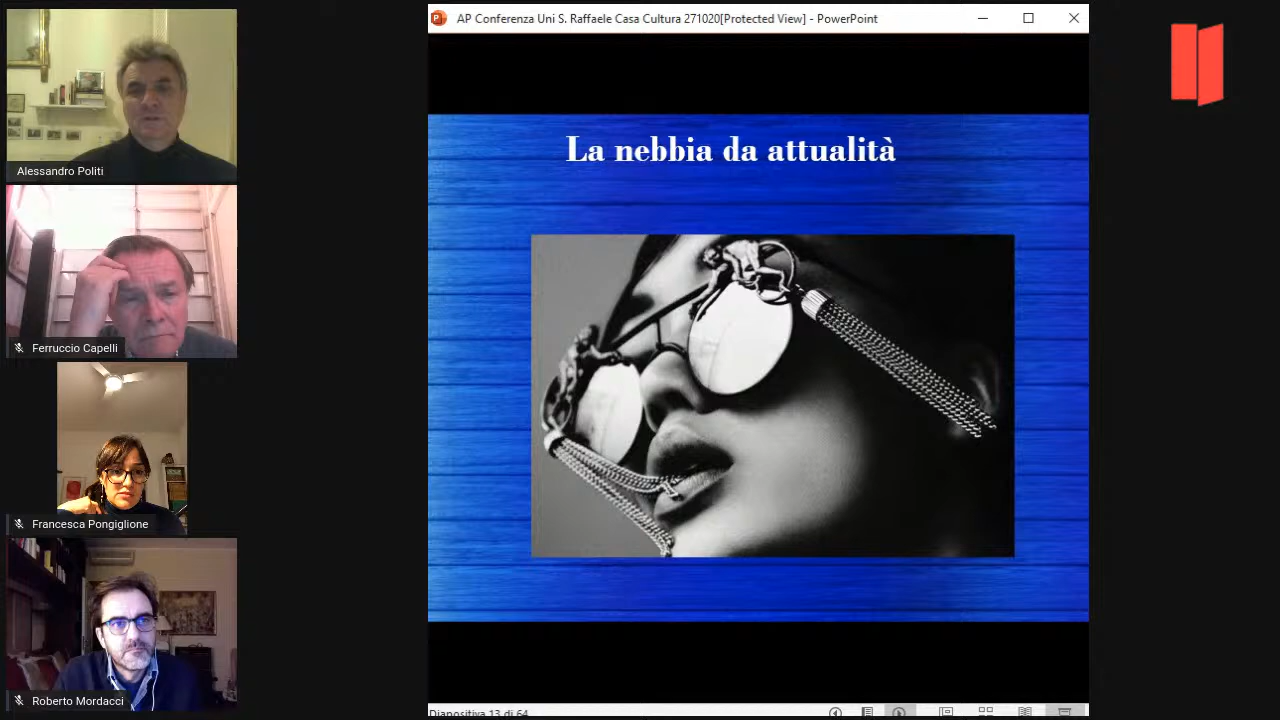 AP Conferenza Uni S. Raffaele Casa Cultura 271020[Protected View] - PowerPoint
La nebbia da attualità
Alessandro Politi
Ferruccio Capelli
Francesca Pongiglione
Roberto Mordacci
Diapositiva 13 di 64